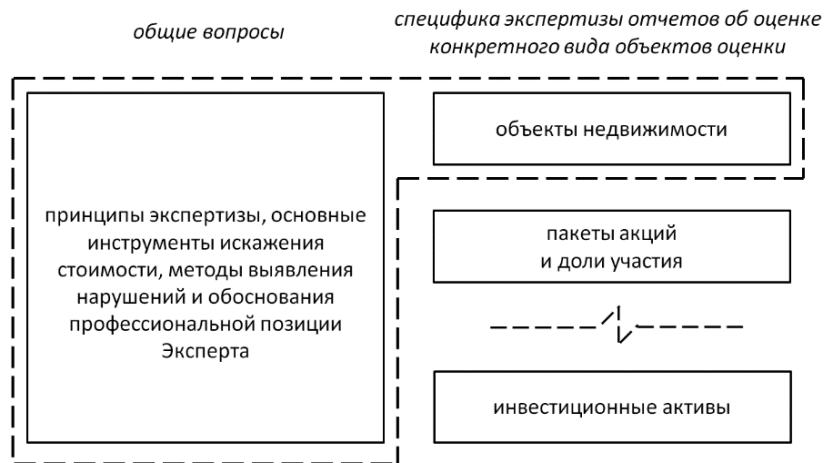 общие вопросы
специфика экспертизы отчетов об оценке
конкретного вида объектов оценки
принципы экспертизы, основные
инструменты искажения
стоимости, методы выявления
нарушений и обоснования
профессиональной позиции
Эксперта
объекты недвижимости
пакеты акций
и доли участия
инвестиционные активы